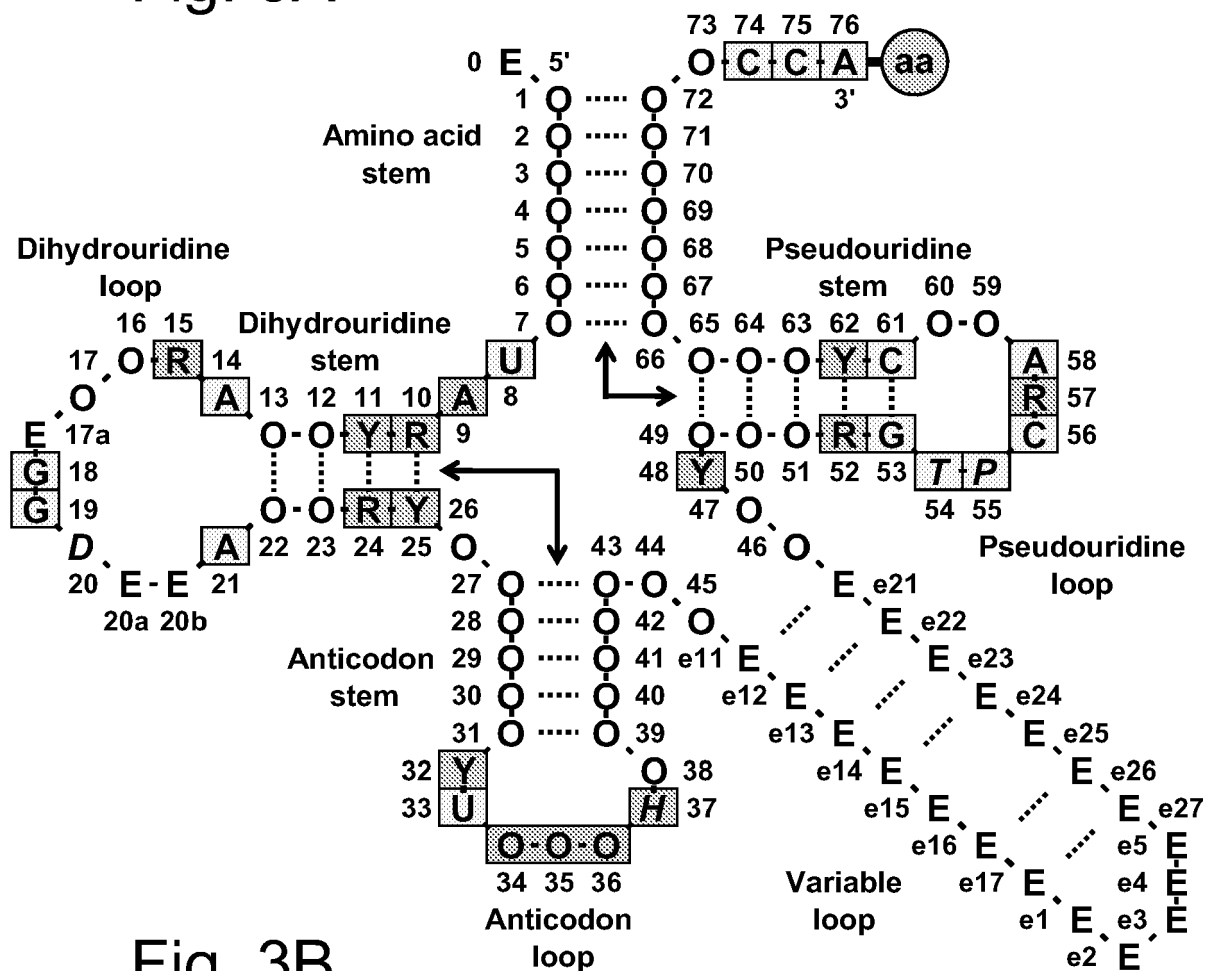 73 74 75 76
0 E 5' O C C A aa
1 O O 72 3'
Amino acid
stem
2 O O 71
3 O O 70
4 O O 69
5 O O 68
6 O O 67
7 O O 66
Dihydrouridine
loop
Pseudouridine
stem
16 15
Dihydrouridine
stem
65 64 63 62 61 60 59
17 O R 14 U 8 O O O Y C O O A 58
O A 13 12 11 10 A 9 R 57
E 17a O O Y R 49 O O O R G C 56
G 18 48 Y 50 51 52 53 T P
G 19 O O R Y 26 47 O 54 55
D A 22 23 24 25 O 46 O
20 E E 21
20a 20b
Pseudouridine
loop
43 44
27 O O O 45 E e21
28 O O 42 O E e22
Anticodon
stem
29 O O 41 e11 E E e23
30 O O 40 e12 E E e24
31 O O 39 e13 E E e25
32 Y O 38 e14 E E e26
33 U H 37 e15 E E e27
O O O e16 E e5 E
34 35 36 e17 E e4 E
Variable
loop
Anticodon
loop
e1 E e3 E
e2 E
Fig. 3B